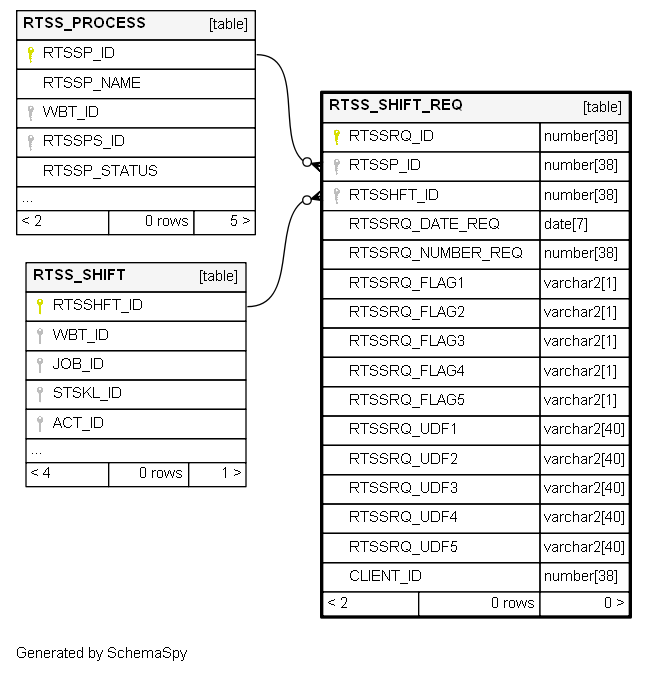 RTSS_PROCESS [table]
RTSSP_ID
RTSSP_NAME
WBT_ID
RTSSPS_ID
RTSSP_STATUS
...
< 2 0 rows 5 >
RTSS_SHIFT [table]
RTSSHFT_ID
WBT_ID
JOB_ID
STSKL_ID
ACT_ID
...
< 4 0 rows 1 >
RTSS_SHIFT_REQ [table]
RTSSRQ_ID number[38]
RTSSP_ID number[38]
RTSSHFT_ID number[38]
RTSSRQ_DATE_REQ date[7]
RTSSRQ_NUMBER_REQ number[38]
RTSSRQ_FLAG1 varchar2[1]
RTSSRQ_FLAG2 varchar2[1]
RTSSRQ_FLAG3 varchar2[1]
RTSSRQ_FLAG4 varchar2[1]
RTSSRQ_FLAG5 varchar2[1]
RTSSRQ_UDF1 varchar2[40]
RTSSRQ_UDF2 varchar2[40]
RTSSRQ_UDF3 varchar2[40]
RTSSRQ_UDF4 varchar2[40]
RTSSRQ_UDF5 varchar2[40]
CLIENT_ID number[38]
< 2 0 rows 0 >
Generated by SchemaSpy